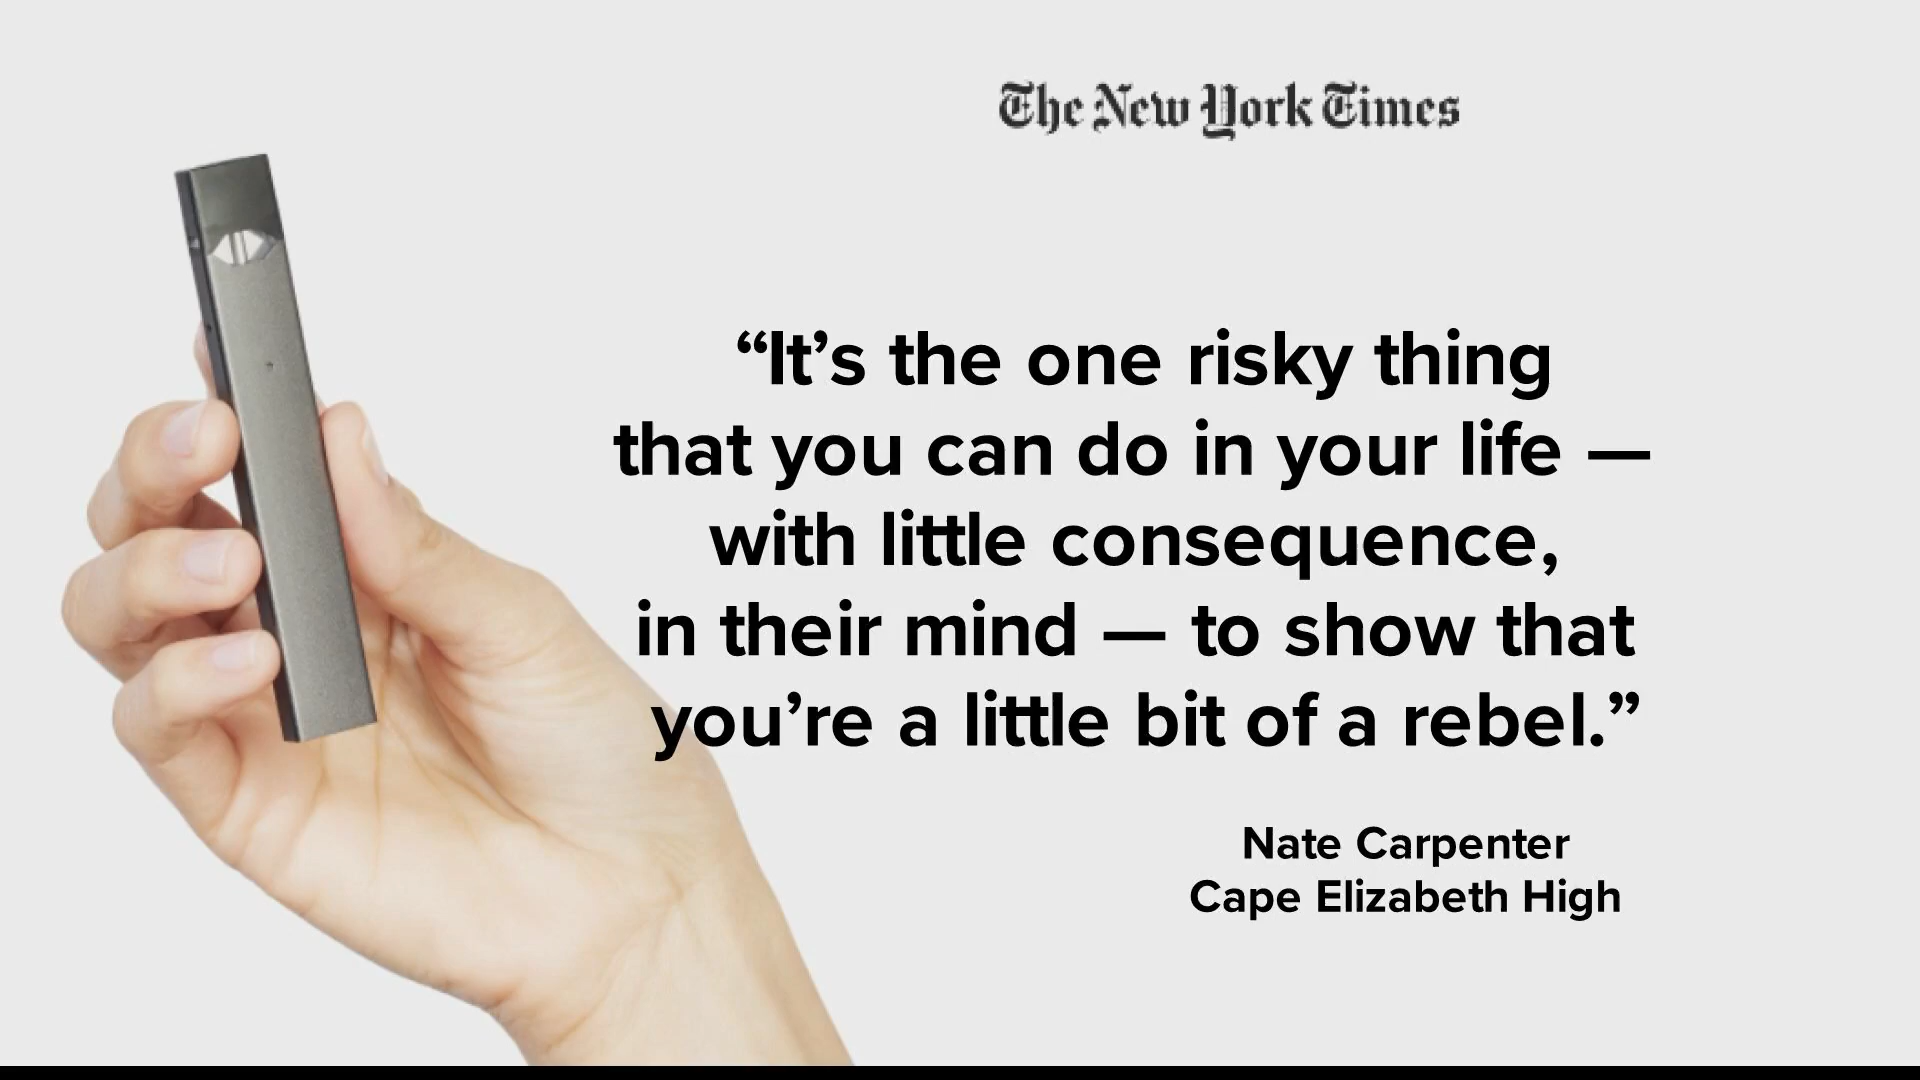 The New York Times
“It’s the one risky thing
that you can do in your life —
with little consequence,
in their mind — to show that
you’re a little bit of a rebel.”
Nate Carpenter
Cape Elizabeth High